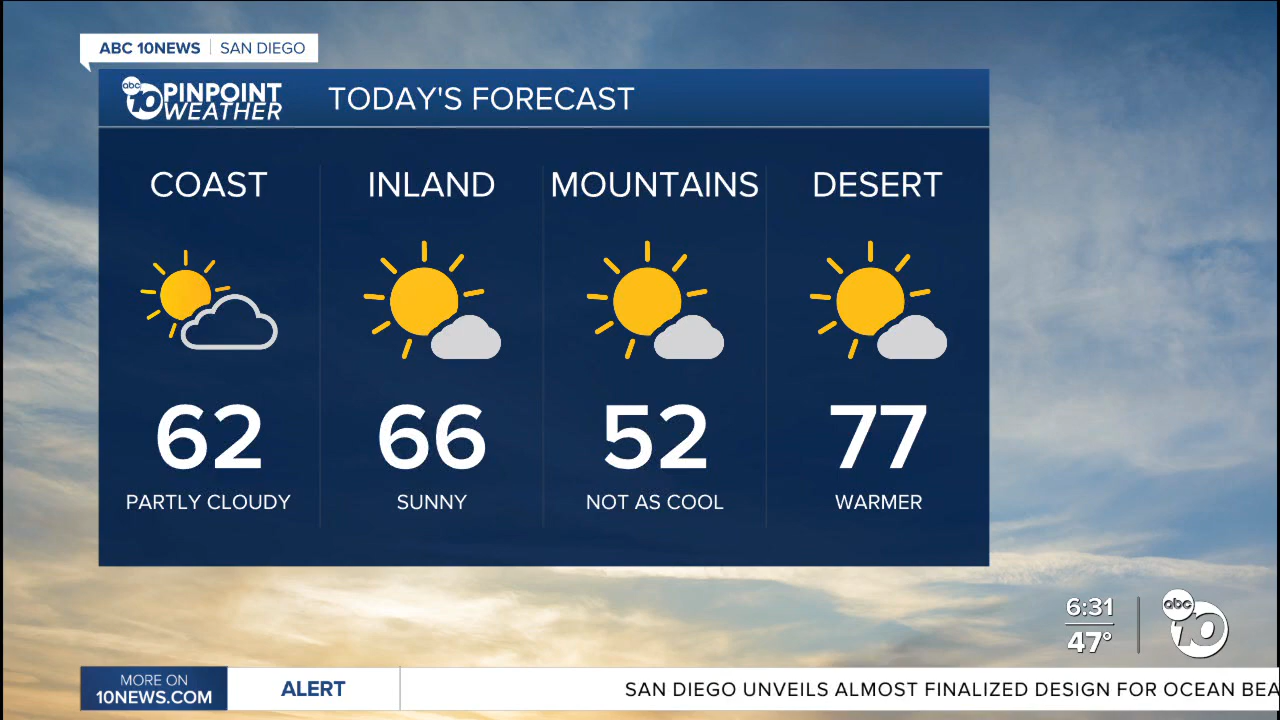 ABC 10NEWS SAN DIEGO
abc 10 PINPOINT WEATHER
TODAY'S FORECAST
COAST
62
PARTLY CLOUDY
INLAND
66
SUNNY
MOUNTAINS
52
NOT AS COOL
DESERT
77
WARMER
6:31
47°
abc 10
MORE ON
10NEWS.COM
ALERT
SAN DIEGO UNVEILS ALMOST FINALIZED DESIGN FOR OCEAN BEA